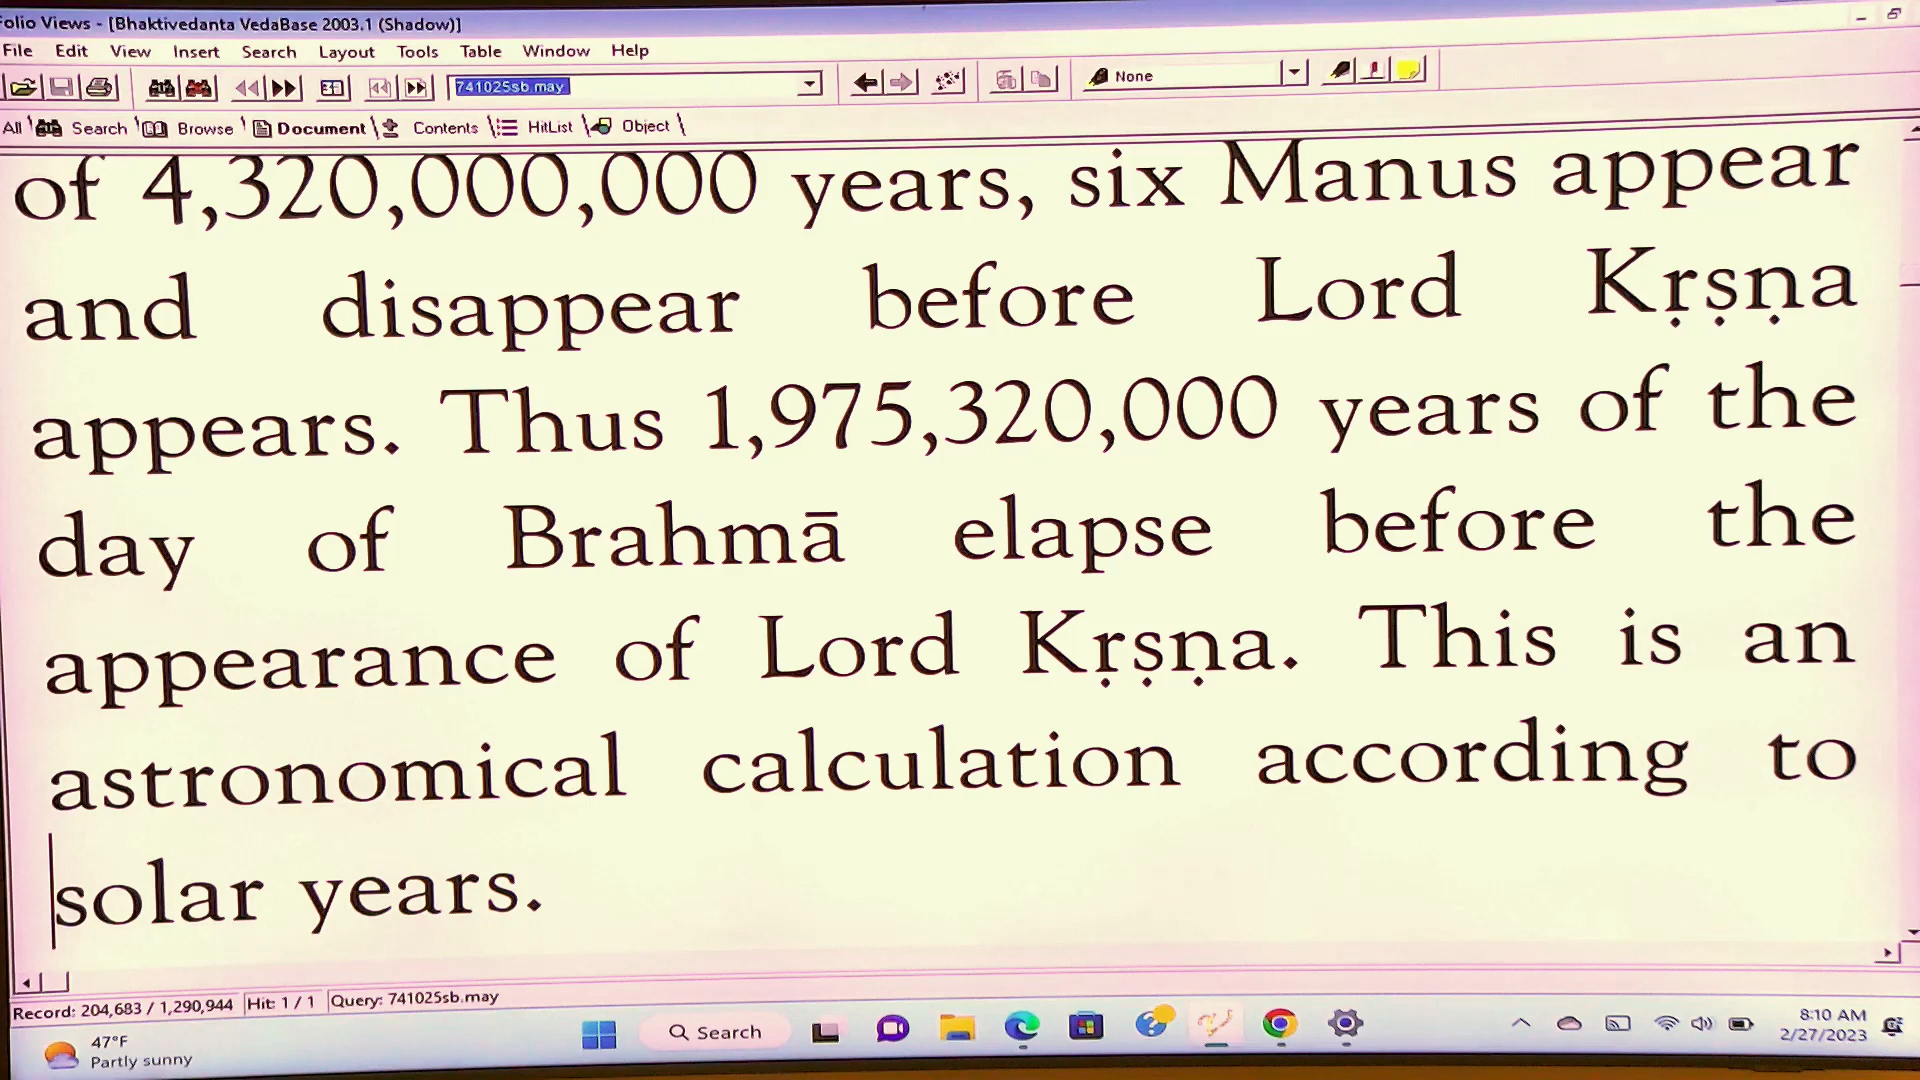 Folio Views - [Bhaktivedanta VedaBase 2003.1 (Shadow)]
File Edit View Insert Search Layout Tools Table Window Help
741025sb.may
None
All Search Browse Document Contents HitList Object
of 4,320,000,000 years, six Manus appear
and disappear before Lord Kṛṣṇa
appears. Thus 1,975,320,000 years of the
day of Brahmā elapse before the
appearance of Lord Kṛṣṇa. This is an
astronomical calculation according to
solar years.
Record: 204,683 / 1,290,944 Hit: 1 / 1 Query: 741025sb.may
47°F
Partly sunny
Search
8:10 AM
2/27/2023